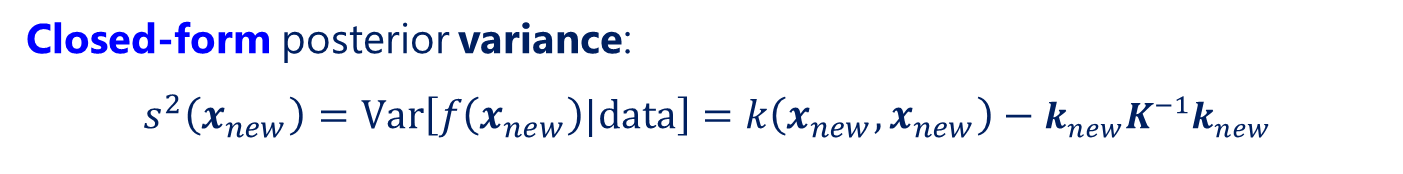 Closed-form posterior variance:
s²(x_new) = Var[f(x_new)|data] = k(x_new, x_new) − k_new K⁻¹ k_new